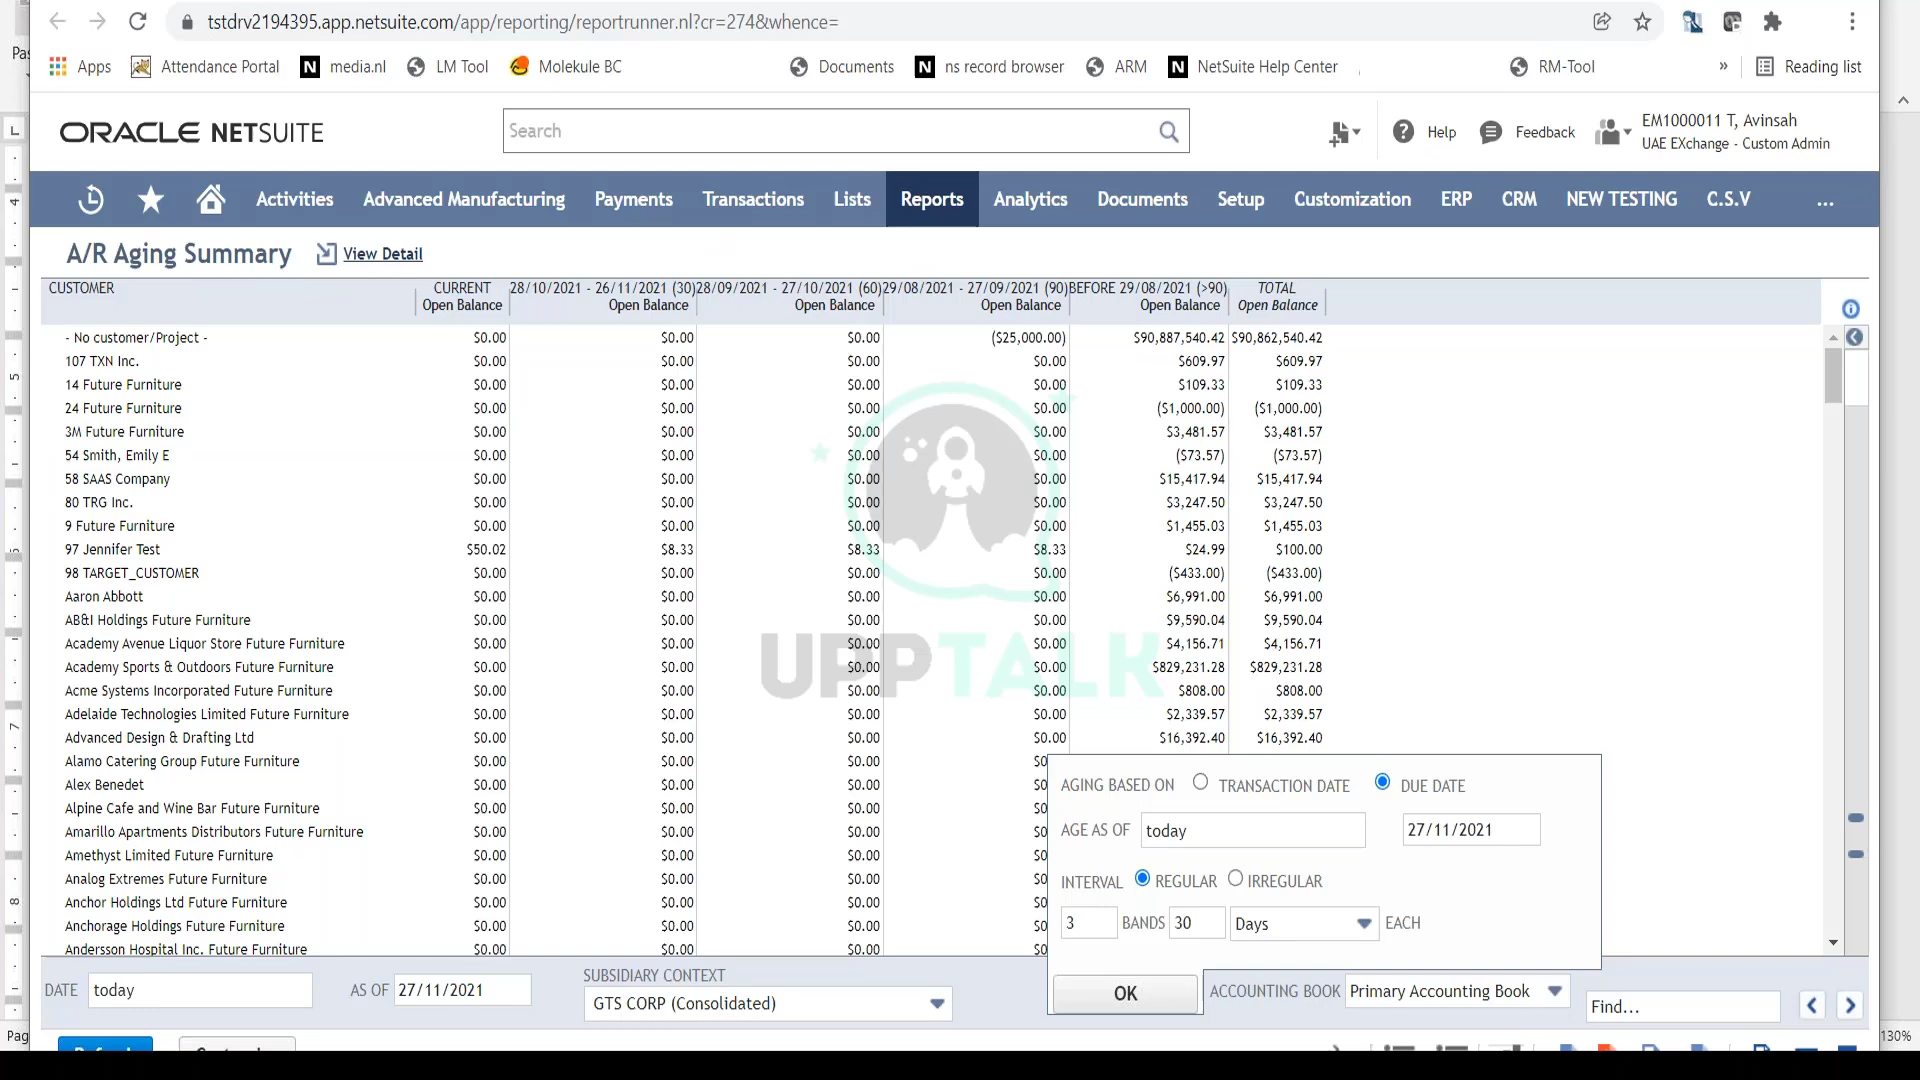 tstdrv2194395.app.netsuite.com/app/reporting/reportrunner.nl?cr=274&whence=
Apps Attendance Portal media.nl LM Tool Molekule BC Documents ns record browser ARM NetSuite Help Center RM-Tool » Reading list
ORACLE NETSUITE Search Help Feedback
EM1000011 T, Avinsah
UAE EXchange - Custom Admin
Activities Advanced Manufacturing Payments Transactions Lists Reports Analytics Documents Setup Customization ERP CRM NEW TESTING C.S.V ...
A/R Aging Summary View Detail
CUSTOMER CURRENT 28/10/2021 - 26/11/2021 (30) 28/09/2021 - 27/10/2021 (60) 29/08/2021 - 27/09/2021 (90) BEFORE 29/08/2021 (>90) TOTAL
Open Balance Open Balance Open Balance Open Balance Open Balance Open Balance
- No customer/Project - $0.00 $0.00 $0.00 ($25,000.00) $90,887,540.42 $90,862,540.42
107 TXN Inc. $0.00 $0.00 $0.00 $0.00 $609.97 $609.97
14 Future Furniture $0.00 $0.00 $0.00 $0.00 $109.33 $109.33
24 Future Furniture $0.00 $0.00 $0.00 $0.00 ($1,000.00) ($1,000.00)
3M Future Furniture $0.00 $0.00 $0.00 $0.00 $3,481.57 $3,481.57
54 Smith, Emily E $0.00 $0.00 $0.00 $0.00 ($73.57) ($73.57)
58 SAAS Company $0.00 $0.00 $0.00 $0.00 $15,417.94 $15,417.94
80 TRG Inc. $0.00 $0.00 $0.00 $0.00 $3,247.50 $3,247.50
9 Future Furniture $0.00 $0.00 $0.00 $0.00 $1,455.03 $1,455.03
97 Jennifer Test $50.02 $8.33 $8.33 $8.33 $24.99 $100.00
98 TARGET_CUSTOMER $0.00 $0.00 $0.00 $0.00 ($433.00) ($433.00)
Aaron Abbott $0.00 $0.00 $0.00 $0.00 $6,991.00 $6,991.00
AB&I Holdings Future Furniture $0.00 $0.00 $0.00 $0.00 $9,590.04 $9,590.04
Academy Avenue Liquor Store Future Furniture $0.00 $0.00 $0.00 $0.00 $4,156.71 $4,156.71
Academy Sports & Outdoors Future Furniture $0.00 $0.00 $0.00 $0.00 $829,231.28 $829,231.28
UPPTALK
Acme Systems Incorporated Future Furniture $0.00 $0.00 $0.00 $0.00 $808.00 $808.00
Adelaide Technologies Limited Future Furniture $0.00 $0.00 $0.00 $0.00 $2,339.57 $2,339.57
Advanced Design & Drafting Ltd $0.00 $0.00 $0.00 $0.00 $16,392.40 $16,392.40
Alamo Catering Group Future Furniture $0.00 $0.00 $0.00 $0
Alex Benedet $0.00 $0.00 $0.00 $0
Alpine Cafe and Wine Bar Future Furniture $0.00 $0.00 $0.00 $0
Amarillo Apartments Distributors Future Furniture $0.00 $0.00 $0.00 $0
Amethyst Limited Future Furniture $0.00 $0.00 $0.00 $0
Analog Extremes Future Furniture $0.00 $0.00 $0.00 $0
Anchor Holdings Ltd Future Furniture $0.00 $0.00 $0.00 $0
Anchorage Holdings Future Furniture $0.00 $0.00 $0.00 $0
Andersson Hospital Inc. Future Furniture $0.00 $0.00 $0.00 $0
AGING BASED ON TRANSACTION DATE DUE DATE
AGE AS OF today 27/11/2021
INTERVAL REGULAR IRREGULAR
3 BANDS 30 Days EACH
OK
DATE today AS OF 27/11/2021
SUBSIDIARY CONTEXT
GTS CORP (Consolidated)
ACCOUNTING BOOK Primary Accounting Book Find...
Pas
L
4
5
7
8
Pag
130%